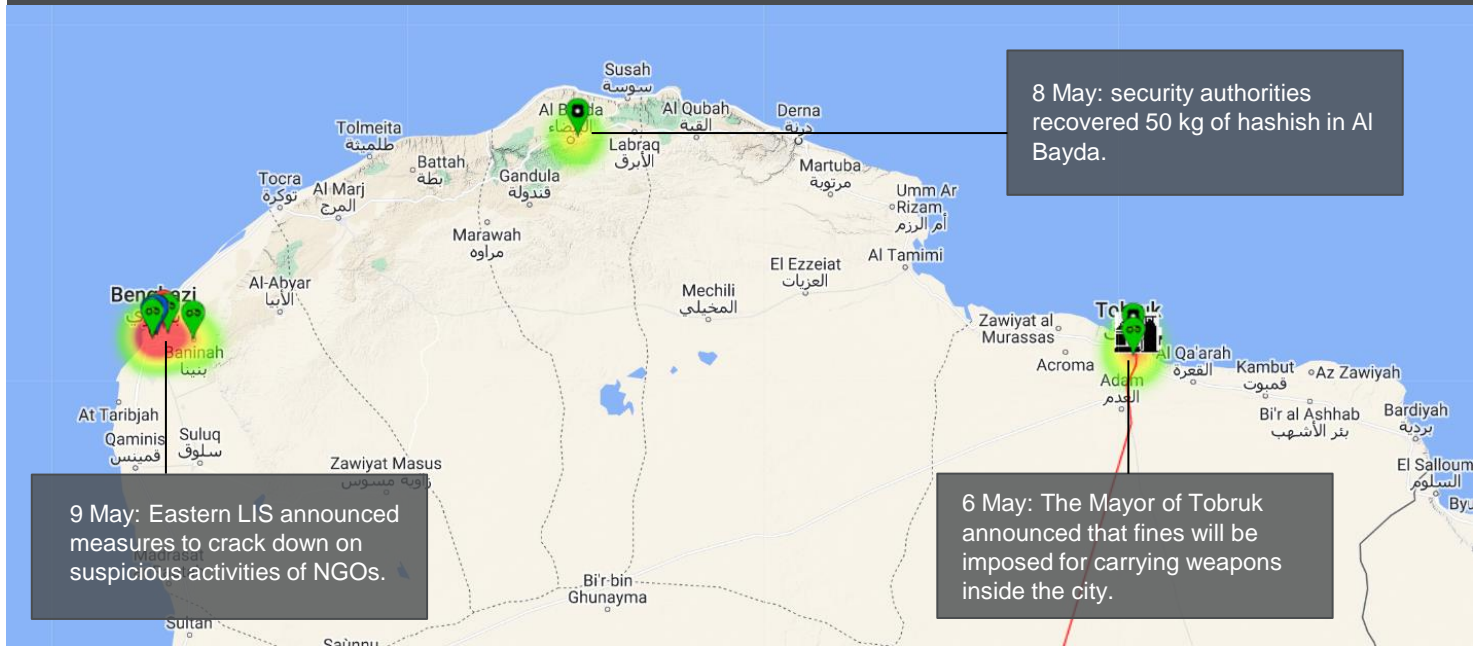 Susah
سوسة
Al Qubah
القبة
Derna
درنة
Labraq
الأبرق
Tolmeita
طلميثة
Battah
بطة
Gandula
قندولة
Martuba
مرتوبة
Umm Ar
Rizam
أم الرزم
Tocra
توكرة
Al Marj
المرج
Marawah
مراوه
Al Tamimi
El Ezzeiat
العزيات
Mechili
المخيلي
Al-Abyar
الأبيا
Baninah
بنينا
8 May: security authorities
recovered 50 kg of hashish in Al
Bayda.
Zawiyat al
Murassas
Acroma
Adam
العدم
Al Qa'arah
القعرة
Kambut
قمبوت
Az Zawiyah
Bi'r al Ashhab
بئر الأشهب
Bardiyah
بردية
El Salloum
السلوم
At Taribjah
Qaminis
قمينس
Suluq
سلوق
Zawiyat Masus
زاوية مسوس
9 May: Eastern LIS announced
measures to crack down on
suspicious activities of NGOs.
6 May: The Mayor of Tobruk
announced that fines will be
imposed for carrying weapons
inside the city.
Bi'r bin
Ghunayma
Sultan
Saùnnu